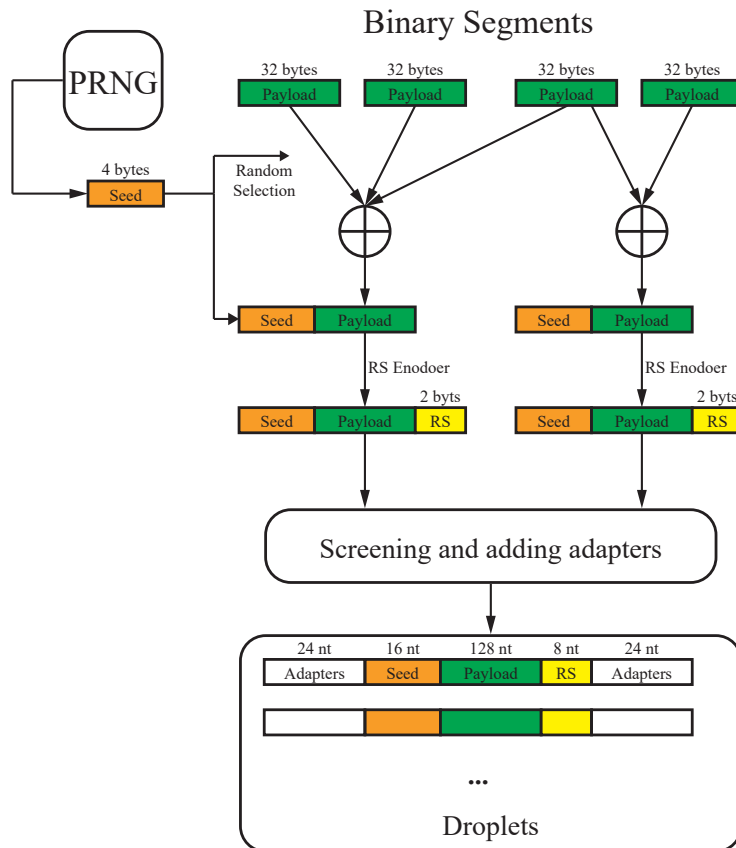 Binary Segments
PRNG
32 bytes
32 bytes
32 bytes
32 bytes
Payload
Payload
Payload
Payload
4 bytes
Seed
Random
Selection
Seed
Payload
Seed
Payload
RS Enodoer
RS Enodoer
2 byts
2 byts
Seed
Payload
RS
Seed
Payload
RS
Screening and adding adapters
24 nt
16 nt
128 nt
8 nt
24 nt
Adapters
Seed
Payload
RS
Adapters
...
Droplets